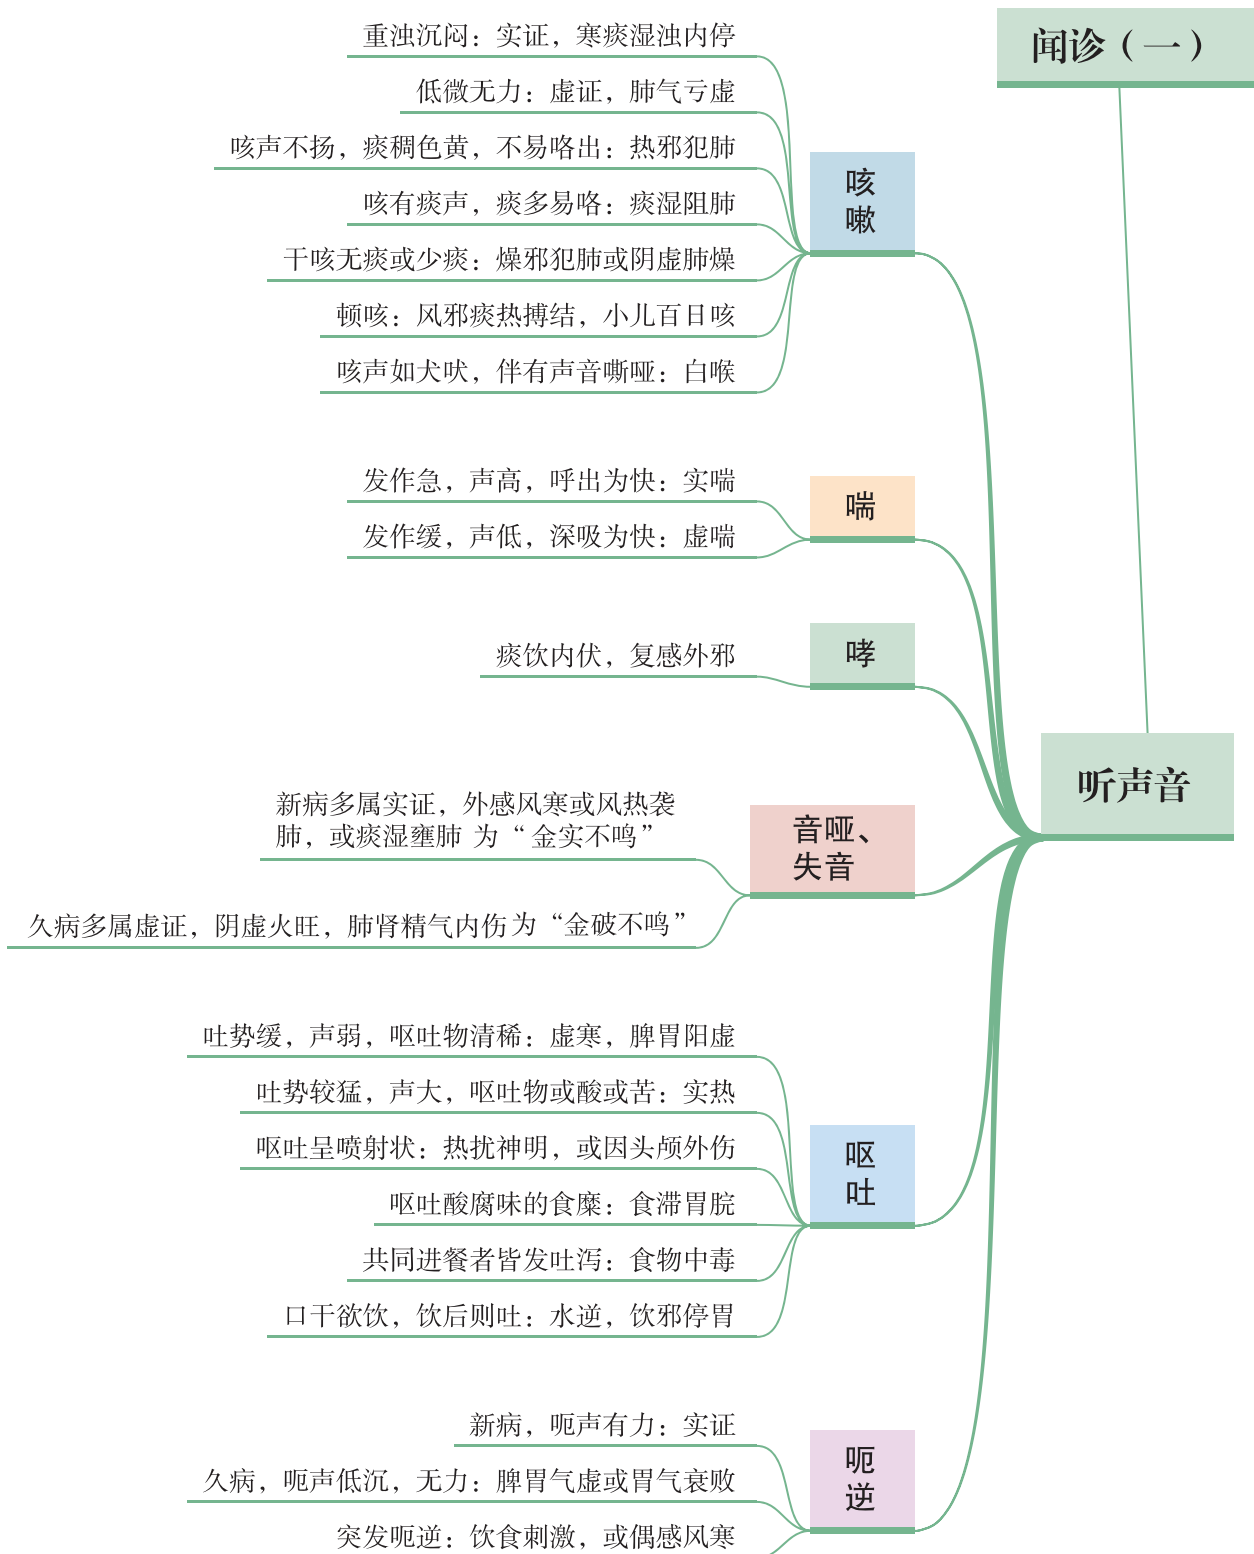 闻诊（一）
听声音
咳
嗽
重浊沉闷：实证，寒痰湿浊内停
低微无力：虚证，肺气亏虚
咳声不扬，痰稠色黄，不易咯出：热邪犯肺
咳有痰声，痰多易咯：痰湿阻肺
干咳无痰或少痰：燥邪犯肺或阴虚肺燥
顿咳：风邪痰热搏结，小儿百日咳
咳声如犬吠，伴有声音嘶哑：白喉
喘
发作急，声高，呼出为快：实喘
发作缓，声低，深吸为快：虚喘
哮
痰饮内伏，复感外邪
音哑、
失音
新病多属实证，外感风寒或风热袭
肺，或痰湿壅肺 为“金实不鸣”
久病多属虚证，阴虚火旺，肺肾精气内伤为“金破不鸣”
呕
吐
吐势缓，声弱，呕吐物清稀：虚寒，脾胃阳虚
吐势较猛，声大，呕吐物或酸或苦：实热
呕吐呈喷射状：热扰神明，或因头颅外伤
呕吐酸腐味的食糜：食滞胃脘
共同进餐者皆发吐泻：食物中毒
口干欲饮，饮后则吐：水逆，饮邪停胃
呃
逆
新病，呃声有力：实证
久病，呃声低沉，无力：脾胃气虚或胃气衰败
突发呃逆：饮食刺激，或偶感风寒